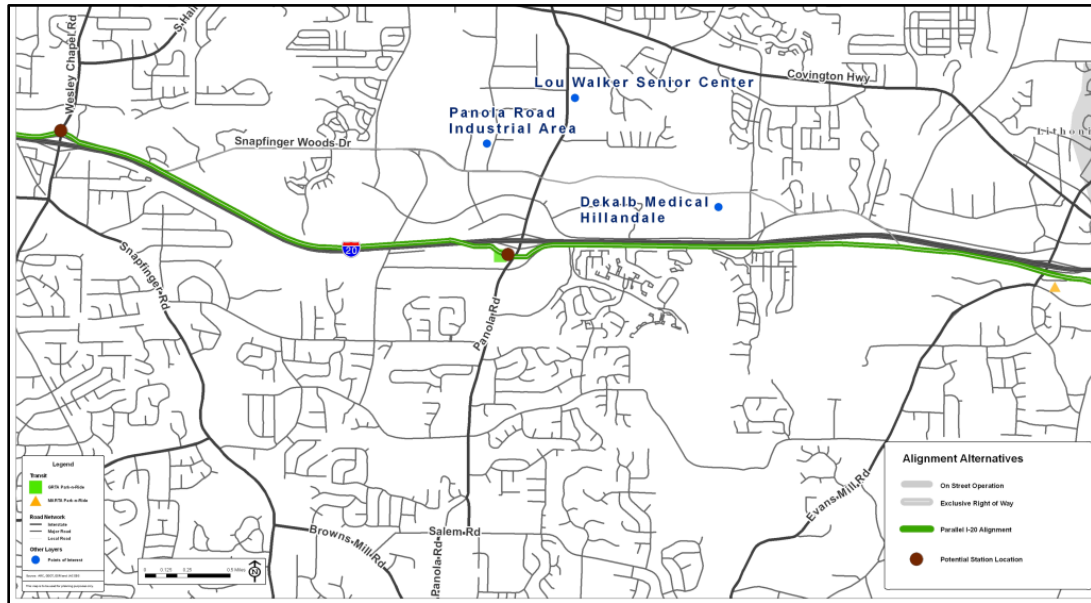 Wesley Chapel Rd
S Hai
Covington Hwy
Lou Walker Senior Center
Panola Road
Industrial Area
Snapfinger Woods Dr
Lithou
Dekalb Medical
Hillandale
20
Snapfinger Rd
Panola Rd
Evans Mill Rd
Browns Mill Rd
Salem Rd
Panola Rd
Legend
Transit
GRTA Park-n-Ride
MARTA Park-n-Ride
Road Network
Interstate
Major Road
Local Road
Other Layers
Points of Interest
0 0.125 0.25 0.5 Miles
N
Alignment Alternatives
On Street Operation
Exclusive Right of Way
Parallel I-20 Alignment
Potential Station Location